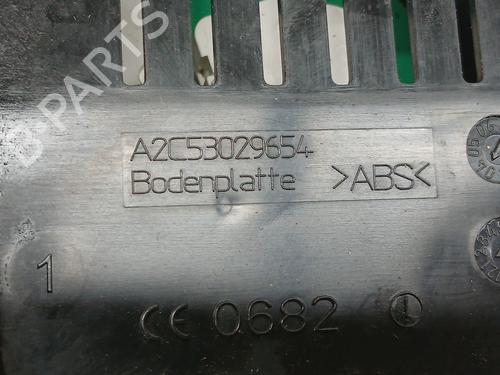 B-PARTS
A2C53029654
Bodenplatte >ABS<
1
CE 0682 L